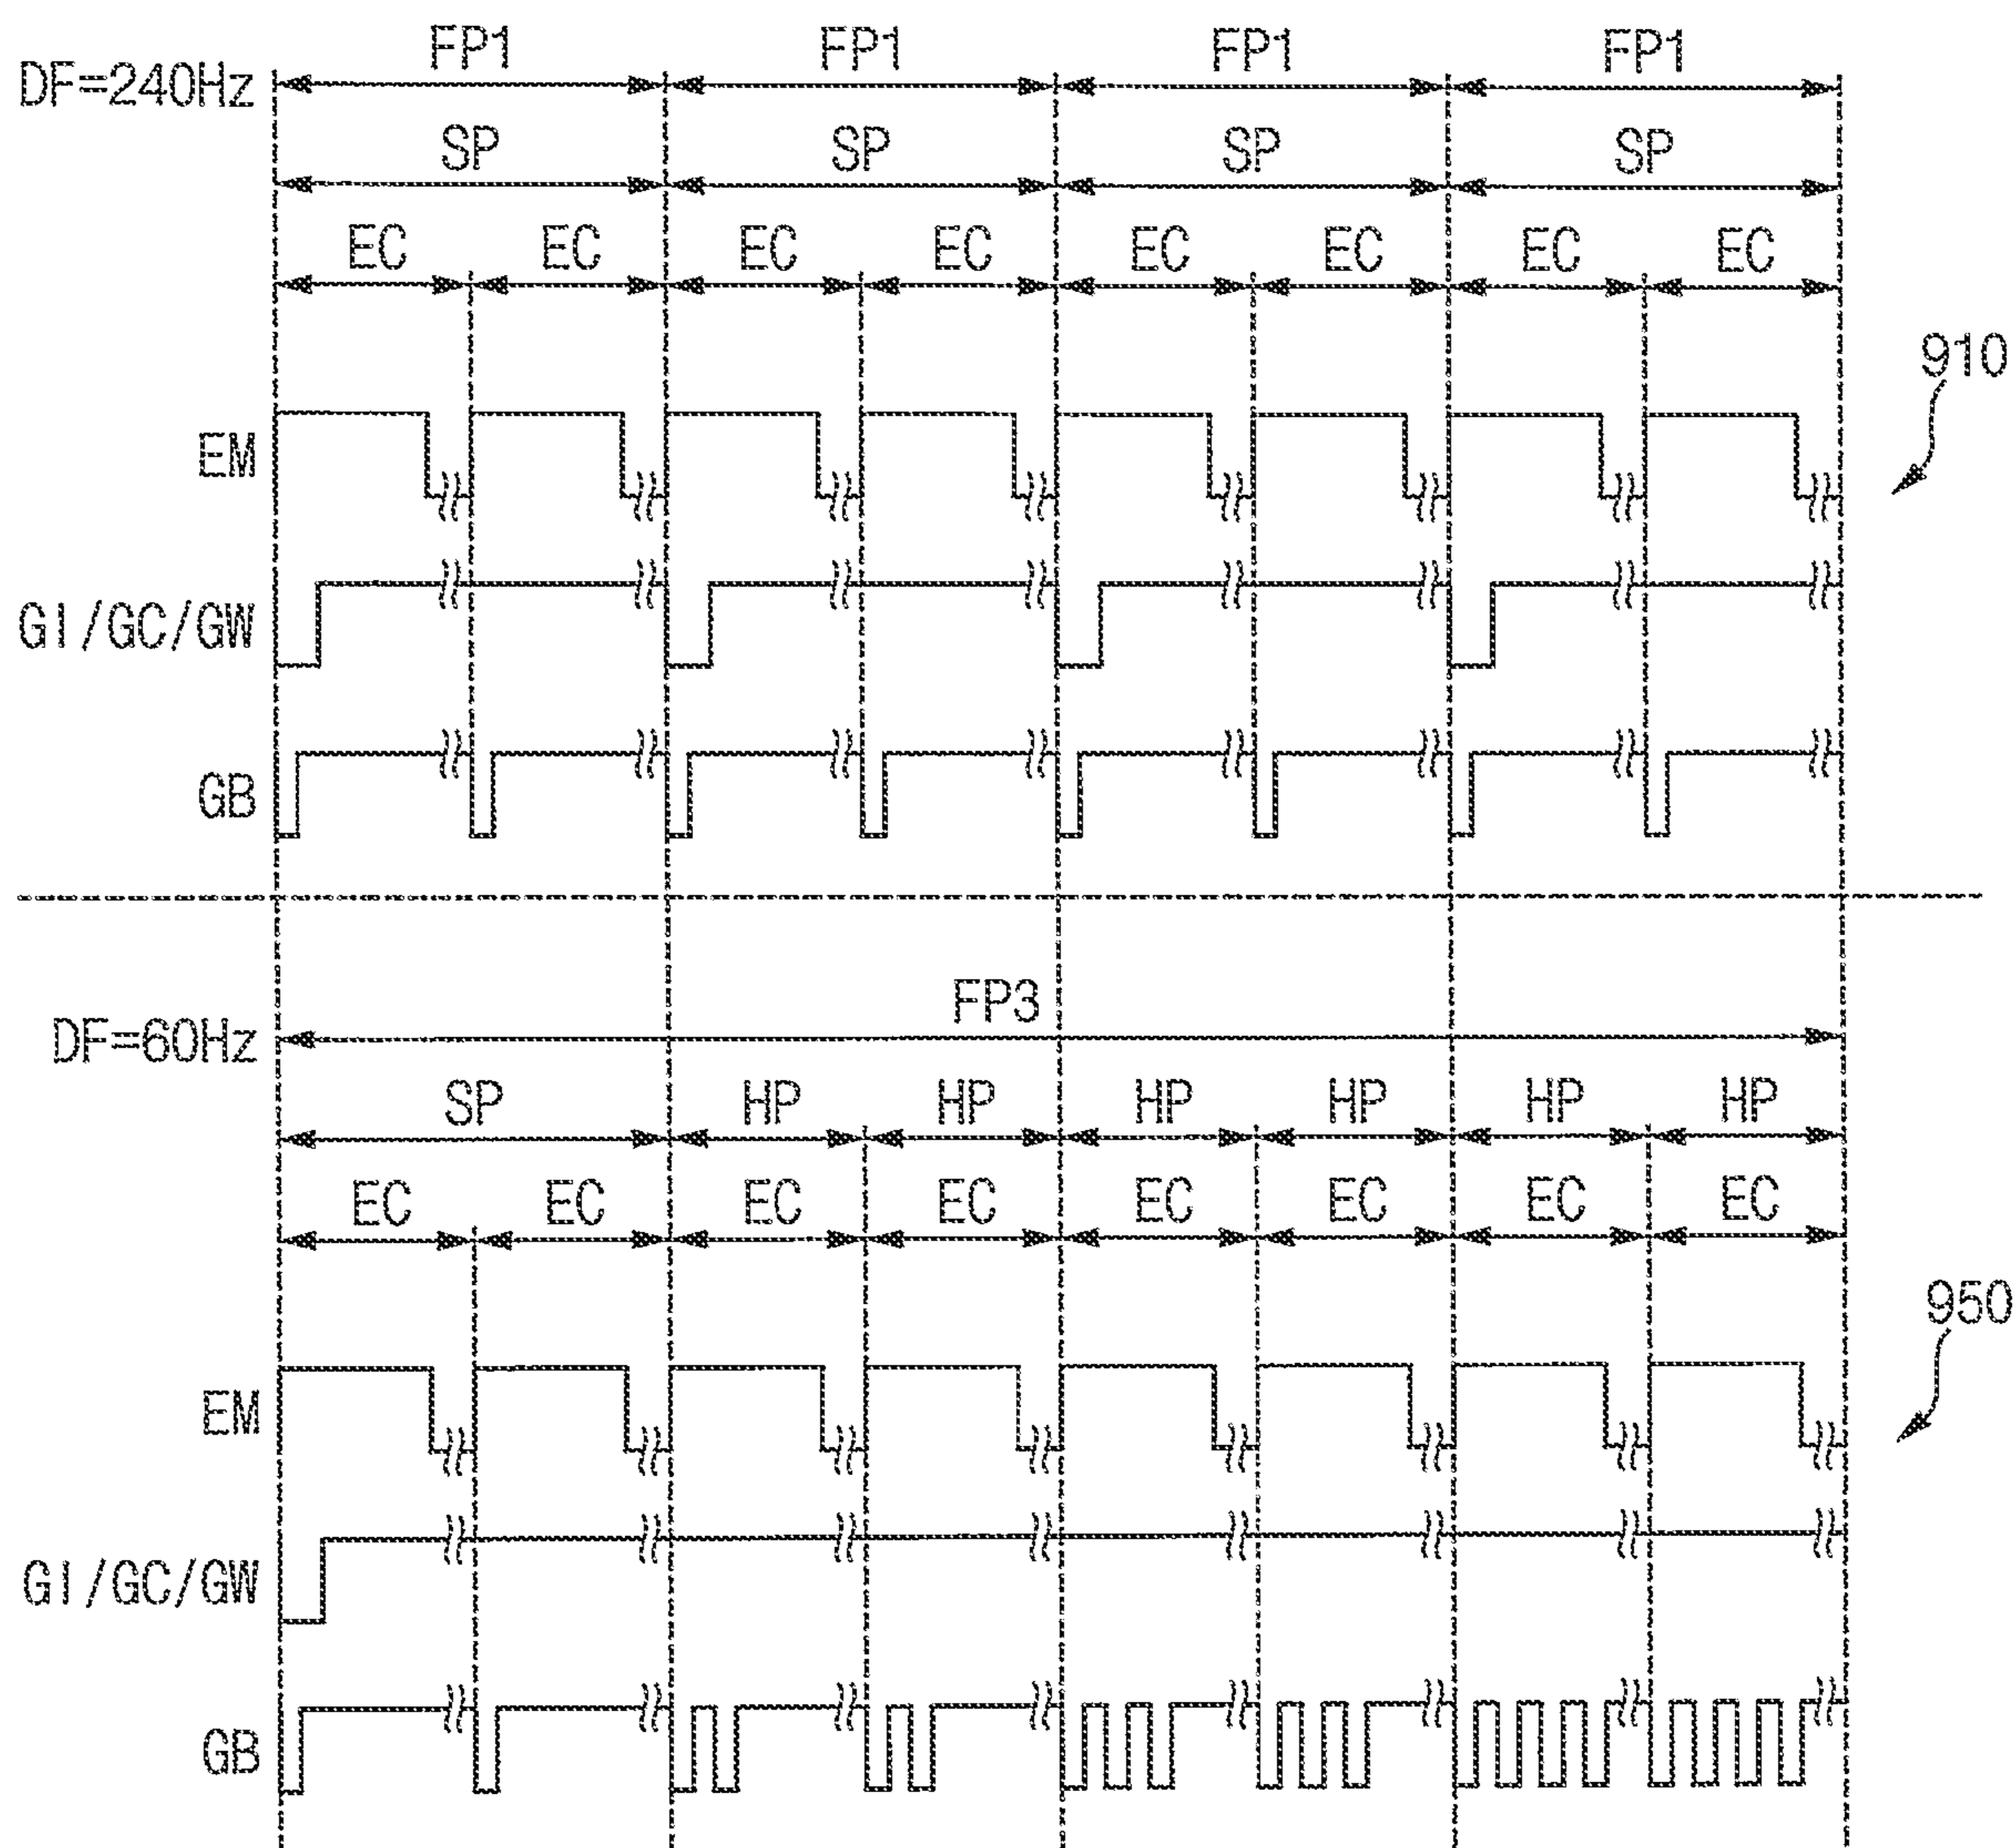 FP1 FP1 FP1 FP1
DF=240Hz
SP SP SP SP
EC EC EC EC EC EC EC EC
910
EM
GI/GC/GW
GB
FP3
DF=60Hz
SP HP HP HP HP HP HP
EC EC EC EC EC EC EC EC
950
EM
GI/GC/GW
GB